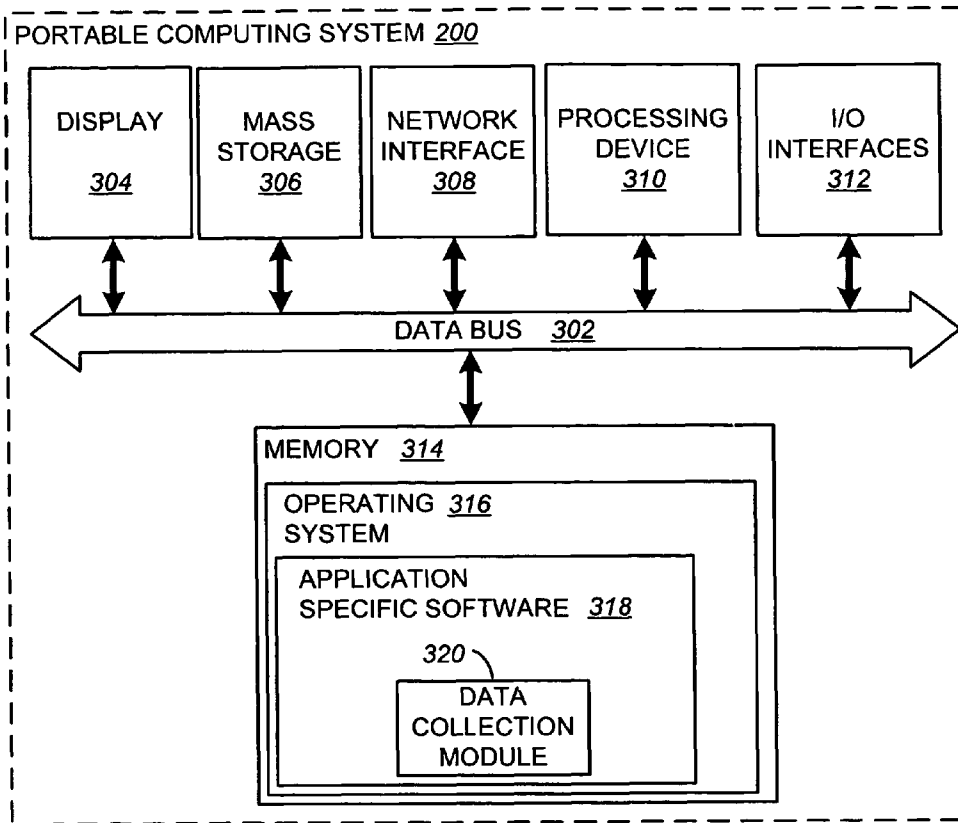 PORTABLE COMPUTING SYSTEM 200
DISPLAY
304
MASS
STORAGE
306
NETWORK
INTERFACE
308
PROCESSING
DEVICE
310
I/O
INTERFACES
312
DATA BUS 302
MEMORY 314
OPERATING 316
SYSTEM
APPLICATION
SPECIFIC SOFTWARE 318
320
DATA
COLLECTION
MODULE